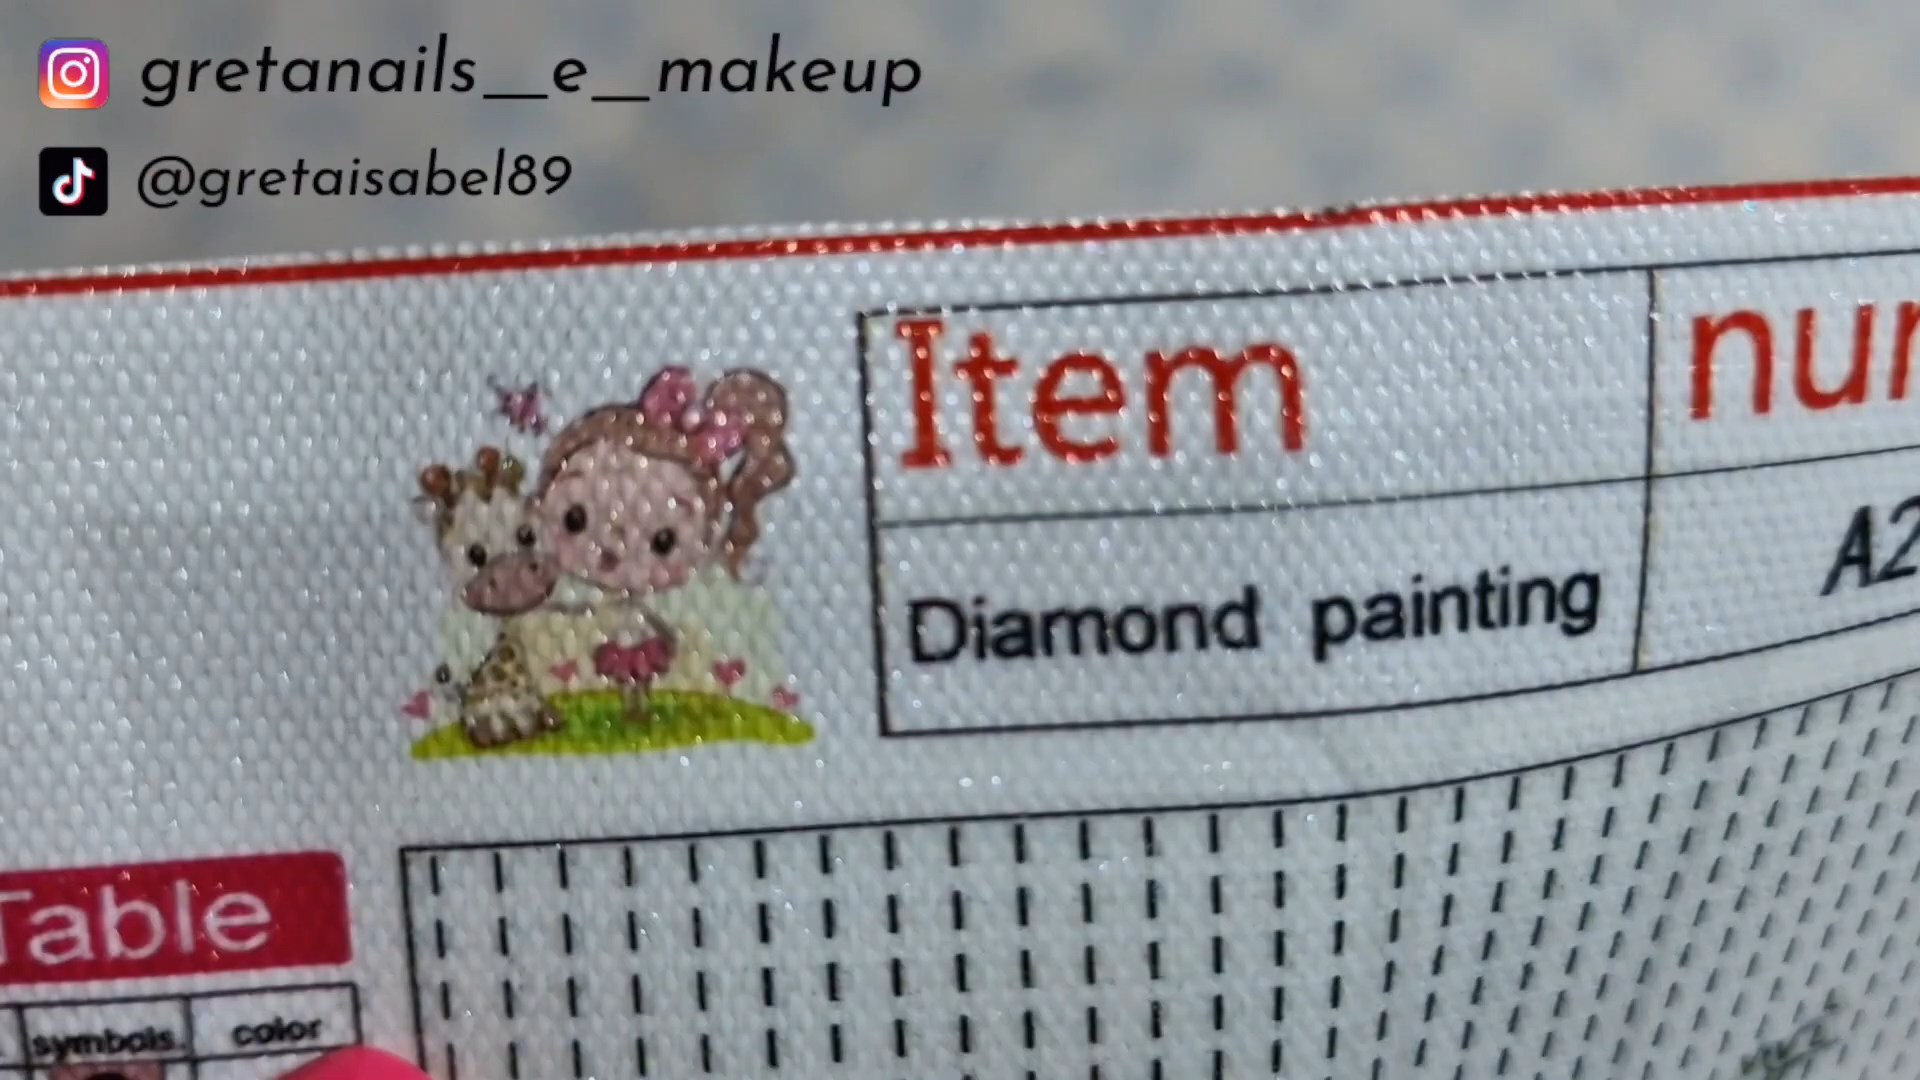 gretanails__e__makeup
@gretaisabel89
Item
Diamond painting
Table
symbols.
color